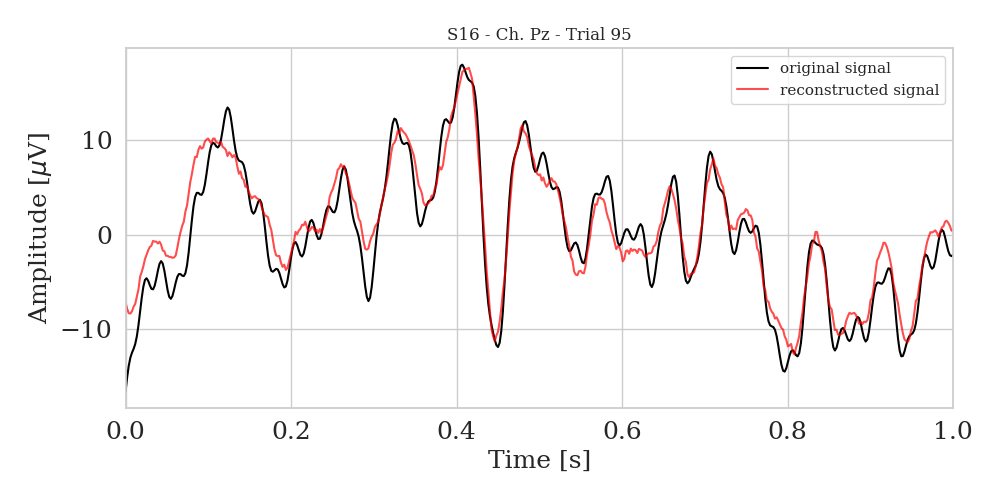 S16 - Ch. Pz - Trial 95
original signal
reconstructed signal
Amplitude [μV]
10
0
−10
0.0 0.2 0.4 0.6 0.8 1.0
Time [s]